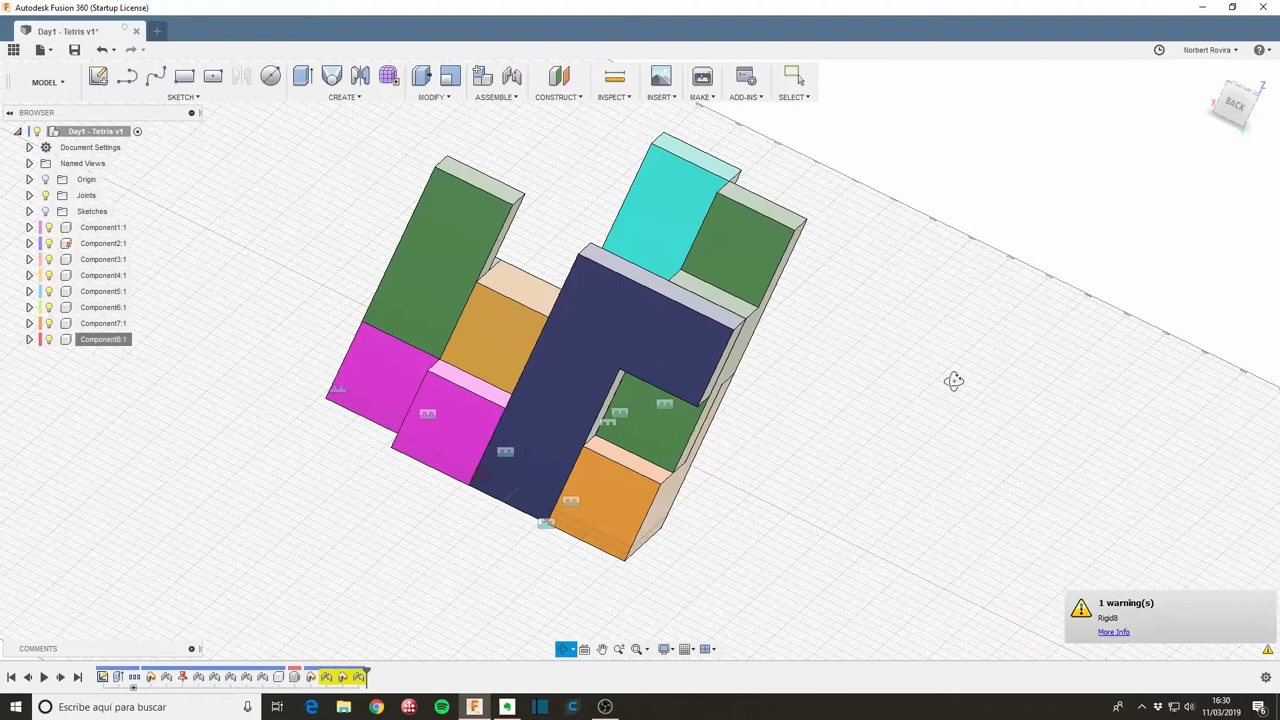 Autodesk Fusion 360 (Startup License)
Day1 - Tetris v1*
Norbert Rovira
MODEL
SKETCH
CREATE
MODIFY
ASSEMBLE
CONSTRUCT
INSPECT
INSERT
MAKE
ADD-INS
SELECT
BROWSER
Day1 - Tetris v1
Document Settings
Named Views
Origin
Joints
Sketches
Component1:1
Component2:1
Component3:1
Component4:1
Component5:1
Component6:1
Component7:1
Component8:1
Z
BACK
X
1 warning(s)
Rigid8
More Info
COMMENTS
Escribe aquí para buscar
16:30
11/03/2019
6